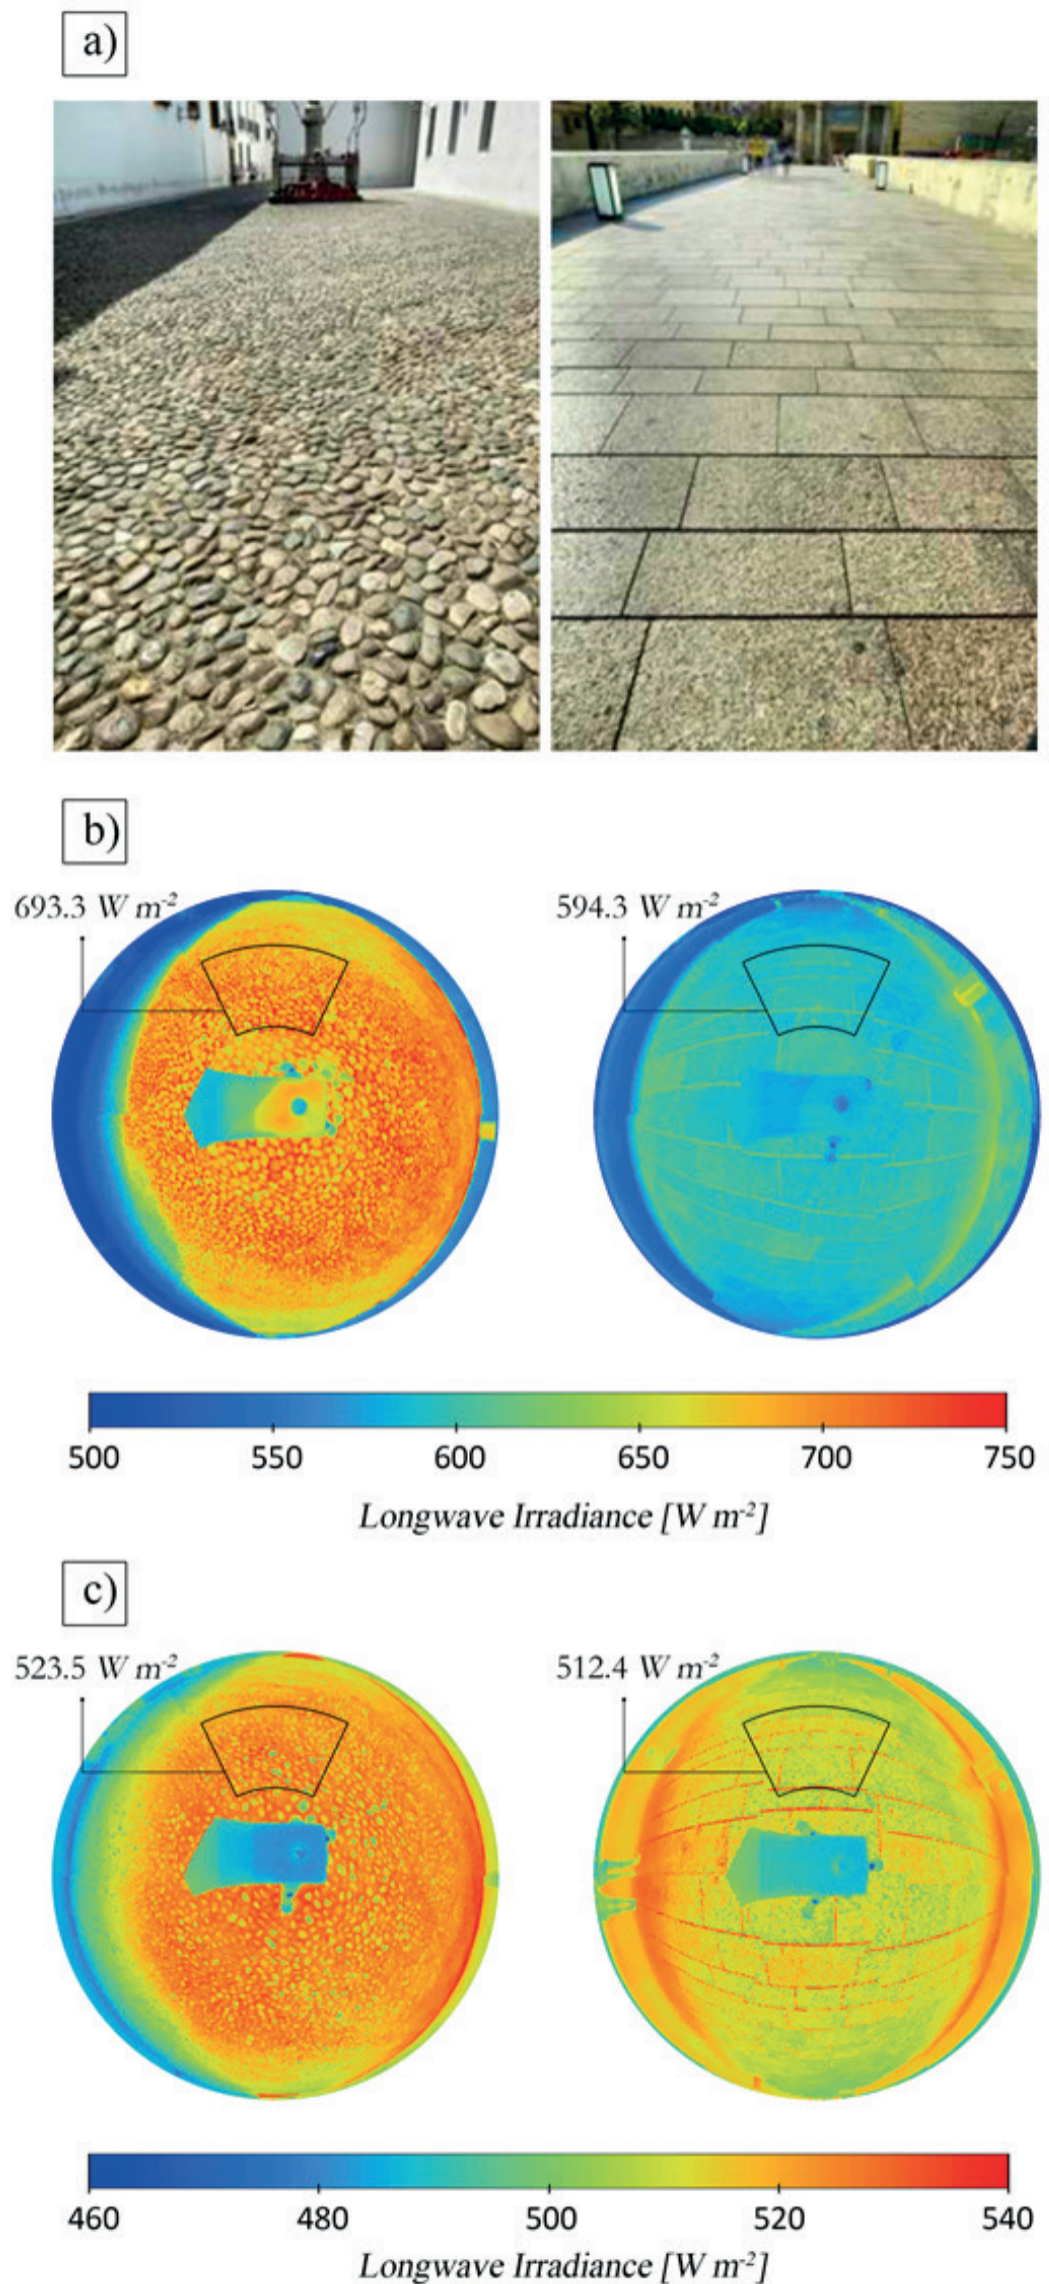 a)
b)
693.3 W m-2
594.3 W m-2
500 550 600 650 700 750
Longwave Irradiance [W m-2]
c)
523.5 W m-2
512.4 W m-2
460 480 500 520 540
Longwave Irradiance [W m-2]